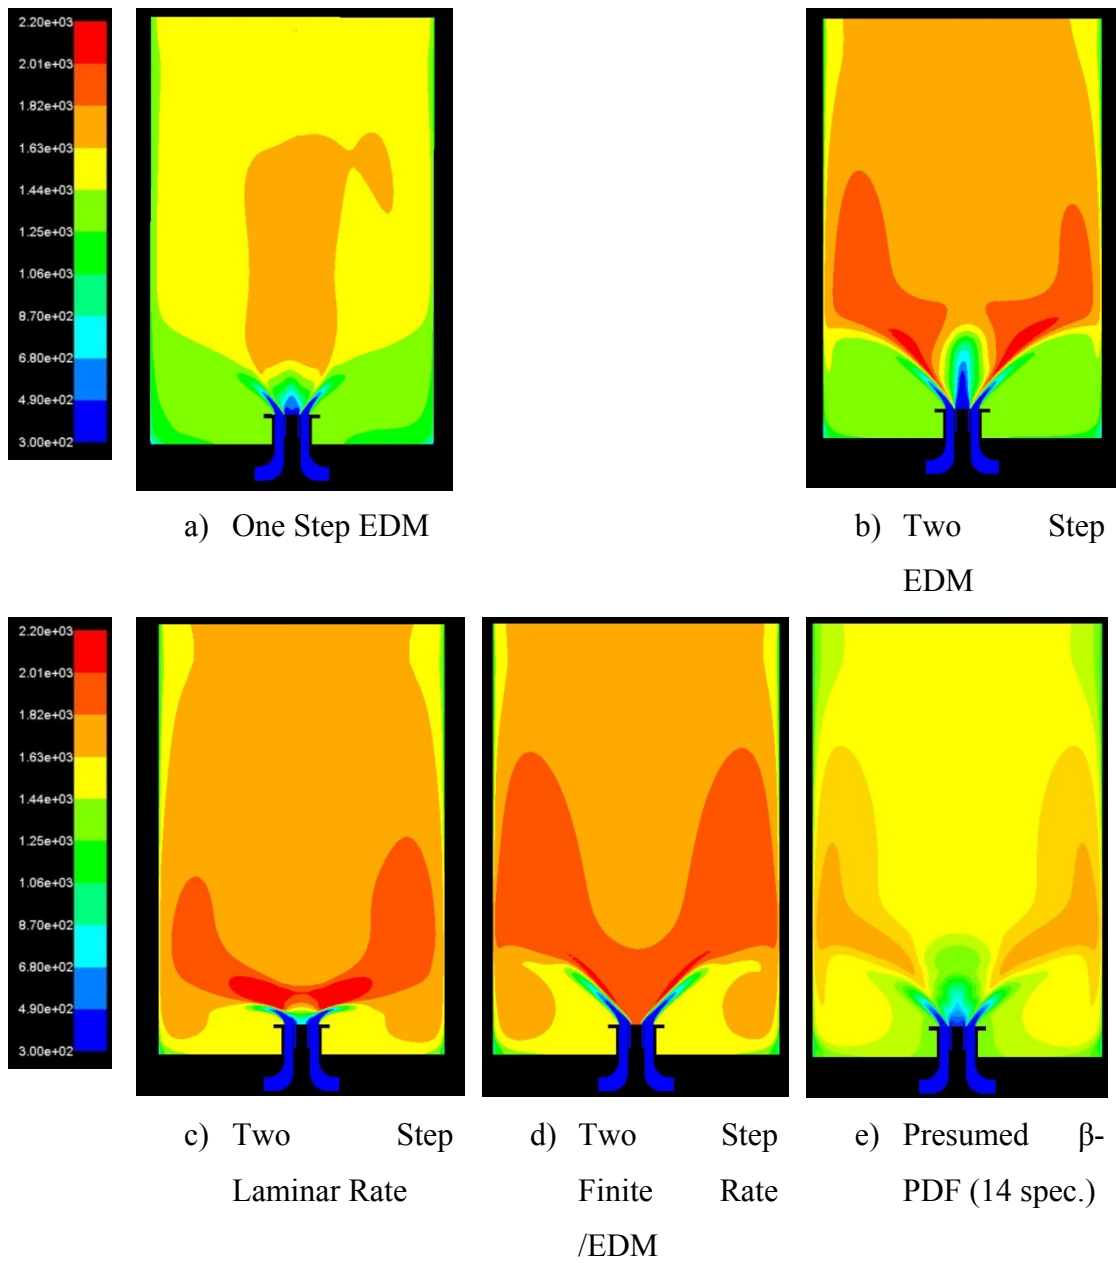 2.20e+03
2.01e+03
1.82e+03
1.63e+03
1.44e+03
1.25e+03
1.06e+03
8.70e+02
6.80e+02
4.90e+02
3.00e+02
a) One Step EDM
b) Two Step
EDM
2.20e+03
2.01e+03
1.82e+03
1.63e+03
1.44e+03
1.25e+03
1.06e+03
8.70e+02
6.80e+02
4.90e+02
3.00e+02
c) Two Step
Laminar Rate
d) Two Step
Finite Rate
/EDM
e) Presumed β-
PDF (14 spec.)